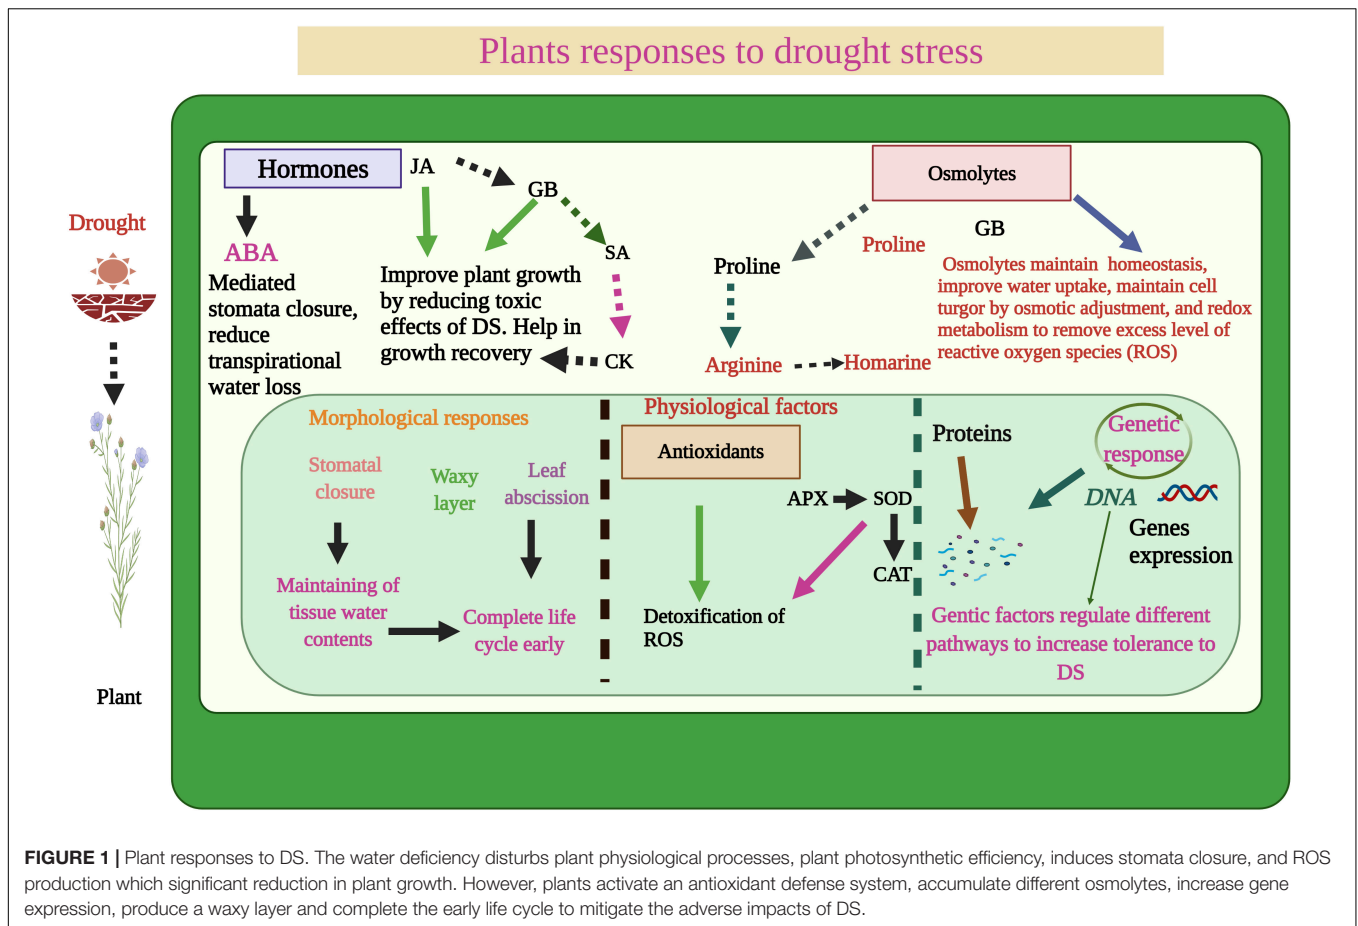 Plants responses to drought stress
Drought
Plant
Hormones
ABA
Mediated
stomata closure,
reduce
transpirational
water loss
JA
GB
SA
CK
Improve plant growth
by reducing toxic
effects of DS. Help in
growth recovery
Osmolytes
GB
Proline
Proline
Arginine
Homarine
Osmolytes maintain homeostasis,
improve water uptake, maintain cell
turgor by osmotic adjustment, and redox
metabolism to remove excess level of
reactive oxygen species (ROS)
Morphological responses
Stomatal
closure
Waxy
layer
Leaf
abscission
Maintaining of
tissue water
contents
Complete life
cycle early
Physiological factors
Antioxidants
APX
SOD
CAT
Detoxification of
ROS
Proteins
Genetic
response
DNA
Genes
expression
Gentic factors regulate different
pathways to increase tolerance to
DS
FIGURE 1 | Plant responses to DS. The water deficiency disturbs plant physiological processes, plant photosynthetic efficiency, induces stomata closure, and ROS
production which significant reduction in plant growth. However, plants activate an antioxidant defense system, accumulate different osmolytes, increase gene
expression, produce a waxy layer and complete the early life cycle to mitigate the adverse impacts of DS.